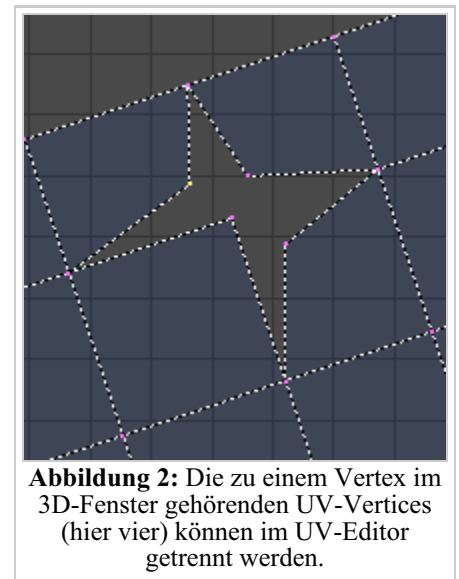 Abbildung 2: Die zu einem Vertex im
3D-Fenster gehörenden UV-Vertices
(hier vier) können im UV-Editor
getrennt werden.